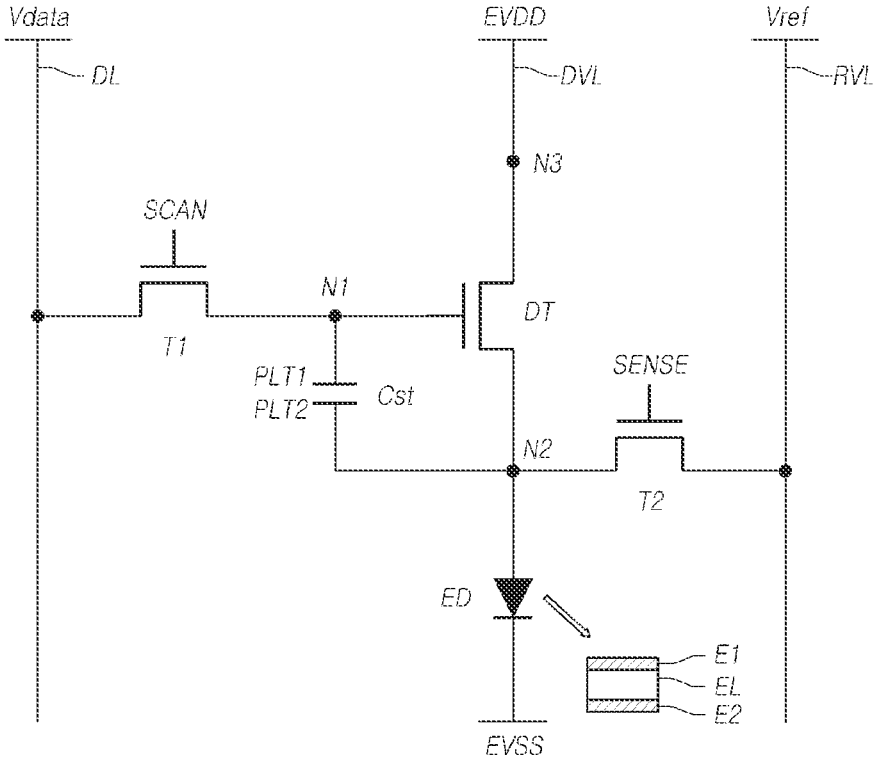 Vdata
EVDD
Vref
DL
DVL
RVL
N3
SCAN
N1
DT
T1
SENSE
PLT1
Cst
PLT2
N2
T2
ED
E1
EL
E2
EVSS